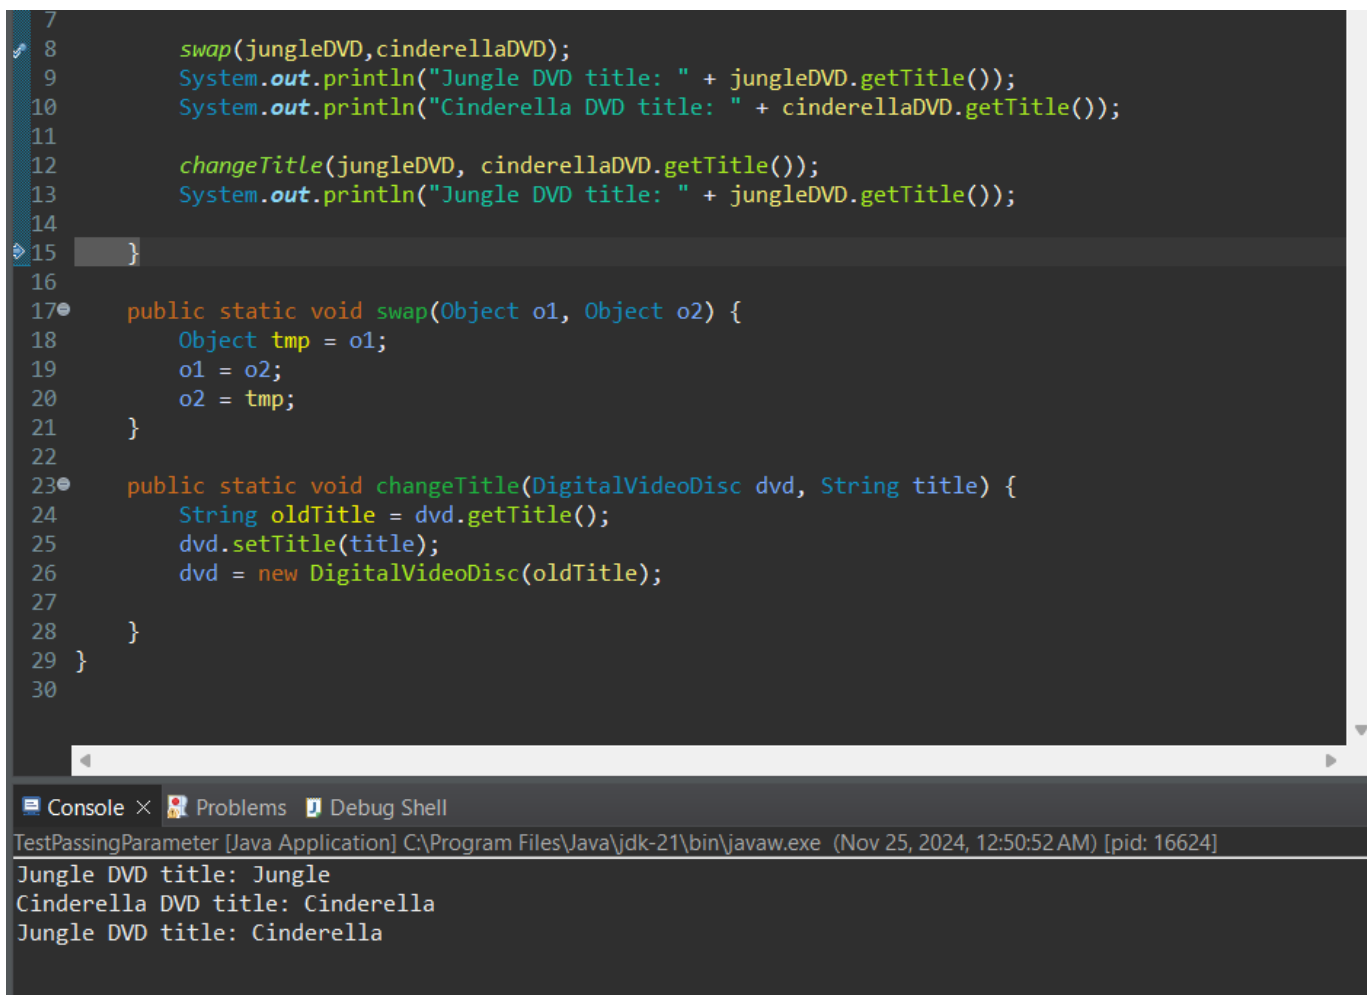 7
8 swap(jungleDVD,cinderellaDVD);
9 System.out.println("Jungle DVD title: " + jungleDVD.getTitle());
10 System.out.println("Cinderella DVD title: " + cinderellaDVD.getTitle());
11
12 changeTitle(jungleDVD, cinderellaDVD.getTitle());
13 System.out.println("Jungle DVD title: " + jungleDVD.getTitle());
14
15 }
16
17 public static void swap(Object o1, Object o2) {
18 Object tmp = o1;
19 o1 = o2;
20 o2 = tmp;
21 }
22
23 public static void changeTitle(DigitalVideoDisc dvd, String title) {
24 String oldTitle = dvd.getTitle();
25 dvd.setTitle(title);
26 dvd = new DigitalVideoDisc(oldTitle);
27
28 }
29 }
30
Console Problems Debug Shell
TestPassingParameter [Java Application] C:\Program Files\Java\jdk-21\bin\javaw.exe (Nov 25, 2024, 12:50:52 AM) [pid: 16624]
Jungle DVD title: Jungle
Cinderella DVD title: Cinderella
Jungle DVD title: Cinderella